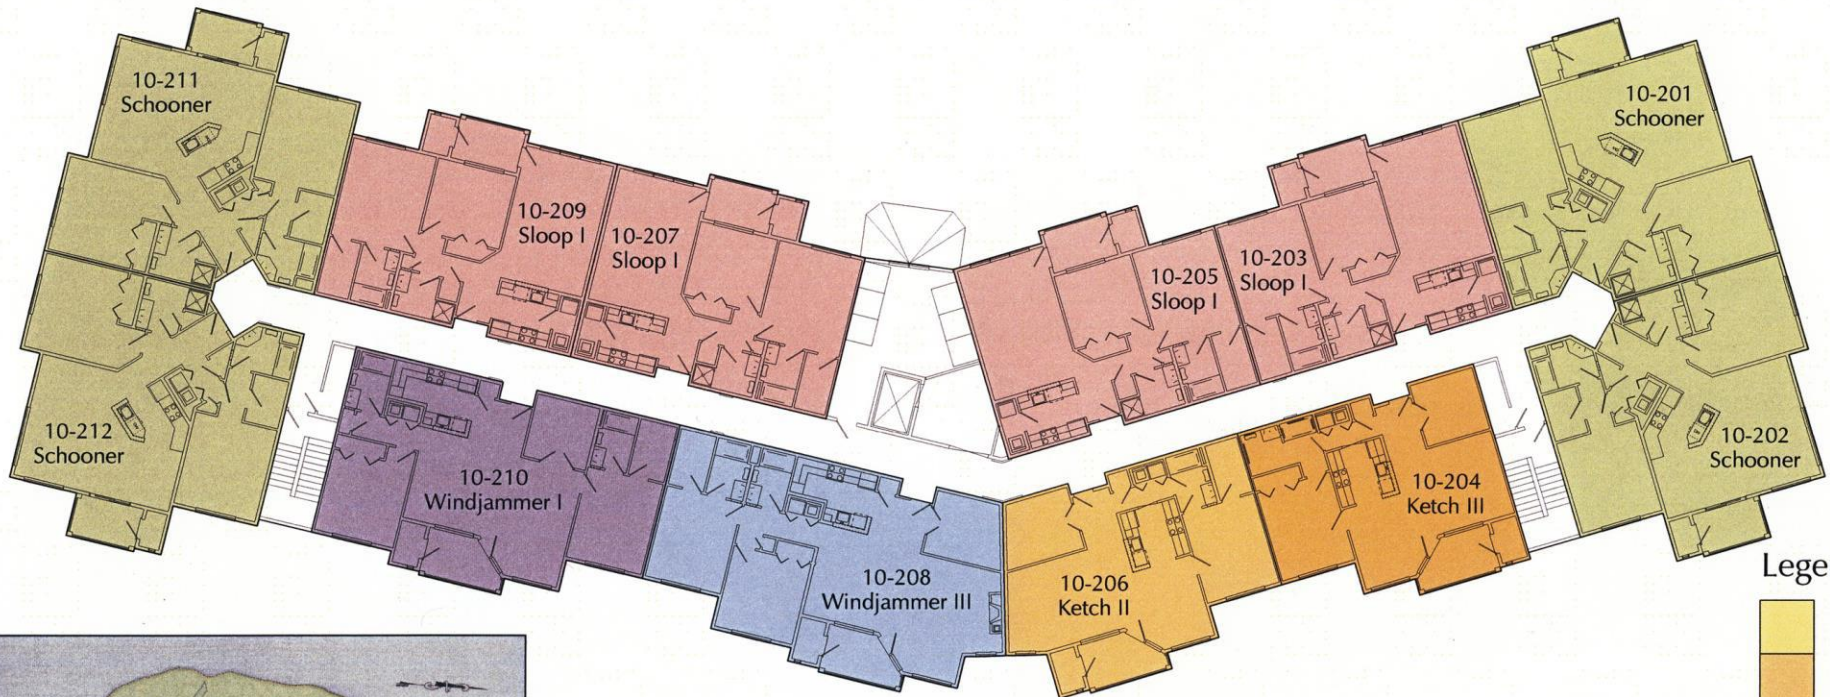 10-211
Schooner
10-201
Schooner
10-209
Sloop I
10-207
Sloop I
10-205
Sloop I
10-203
Sloop I
10-212
Schooner
10-210
Windjammer I
10-208
Windjammer III
10-206
Ketch II
10-204
Ketch III
10-202
Schooner
Lege